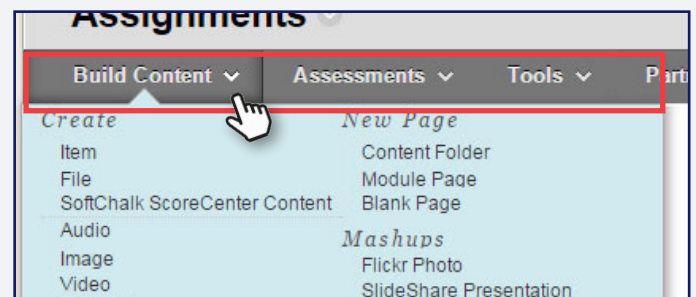 Assignments
Build Content Assessments Tools
Create
Item
File
SoftChalk ScoreCenter Content
Audio
Image
Video
New Page
Content Folder
Module Page
Blank Page
Mashups
Flickr Photo
SlideShare Presentation